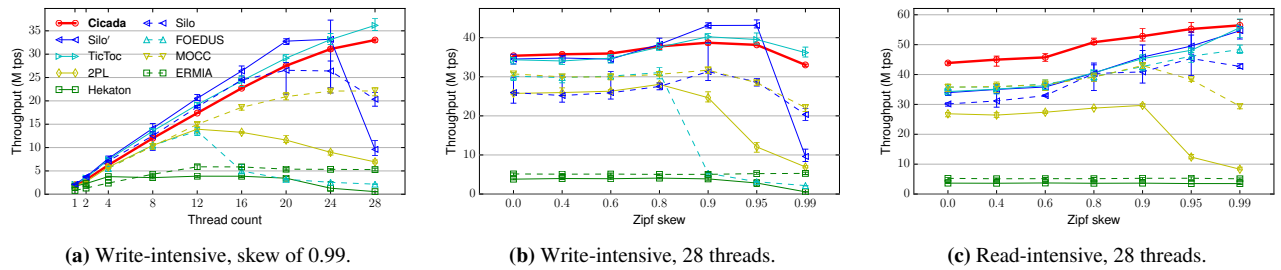 Throughput (M tps)
35
30
25
20
15
10
5
0
1 2 4 8 12 16 20 24 28
Thread count
Cicada
Silo′
TicToc
2PL
Hekaton
Silo
FOEDUS
MOCC
ERMIA
(a) Write-intensive, skew of 0.99.
Throughput (M tps)
50
40
30
20
10
0
0.0 0.4 0.6 0.8 0.9 0.95 0.99
Zipf skew
(b) Write-intensive, 28 threads.
Throughput (M tps)
60
50
40
30
20
10
0
0.0 0.4 0.6 0.8 0.9 0.95 0.99
Zipf skew
(c) Read-intensive, 28 threads.